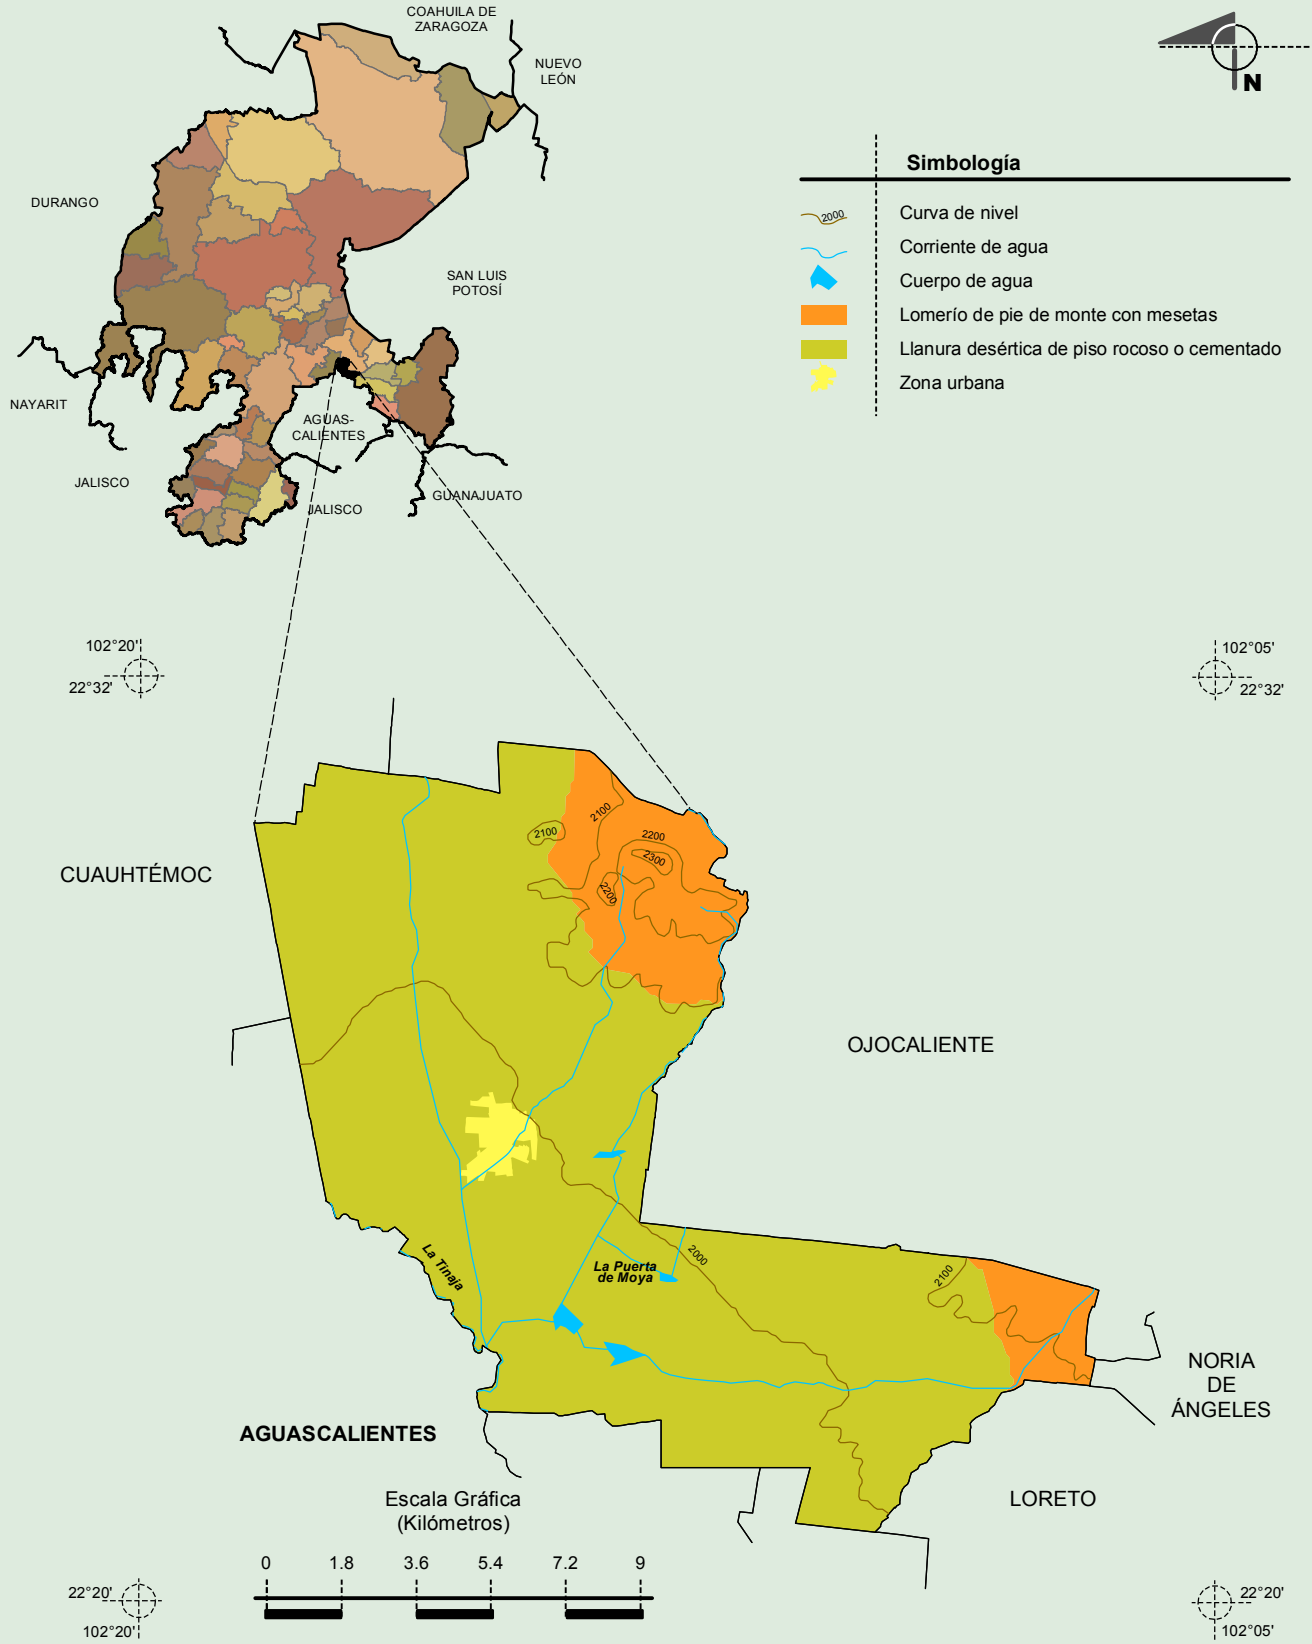 COAHUILA DE
ZARAGOZA
NUEVO
LEÓN
N
DURANGO
SAN LUIS
POTOSÍ
NAYARIT
AGUAS-
CALIENTES
JALISCO
JALISCO
GUANAJUATO
Simbología
2000
Curva de nivel
Corriente de agua
Cuerpo de agua
Lomerío de pie de monte con mesetas
Llanura desértica de piso rocoso o cementado
Zona urbana
102°20'
22°32'
102°05'
22°32'
2100
2100
2200
2300
2200
CUAUHTÉMOC
OJOCALIENTE
La Tinaja
La Puerta
de Moya
2000
2100
NORIA
DE
ÁNGELES
AGUASCALIENTES
LORETO
Escala Gráfica
(Kilómetros)
0 1.8 3.6 5.4 7.2 9
22°20'
102°20'
22°20'
102°05'